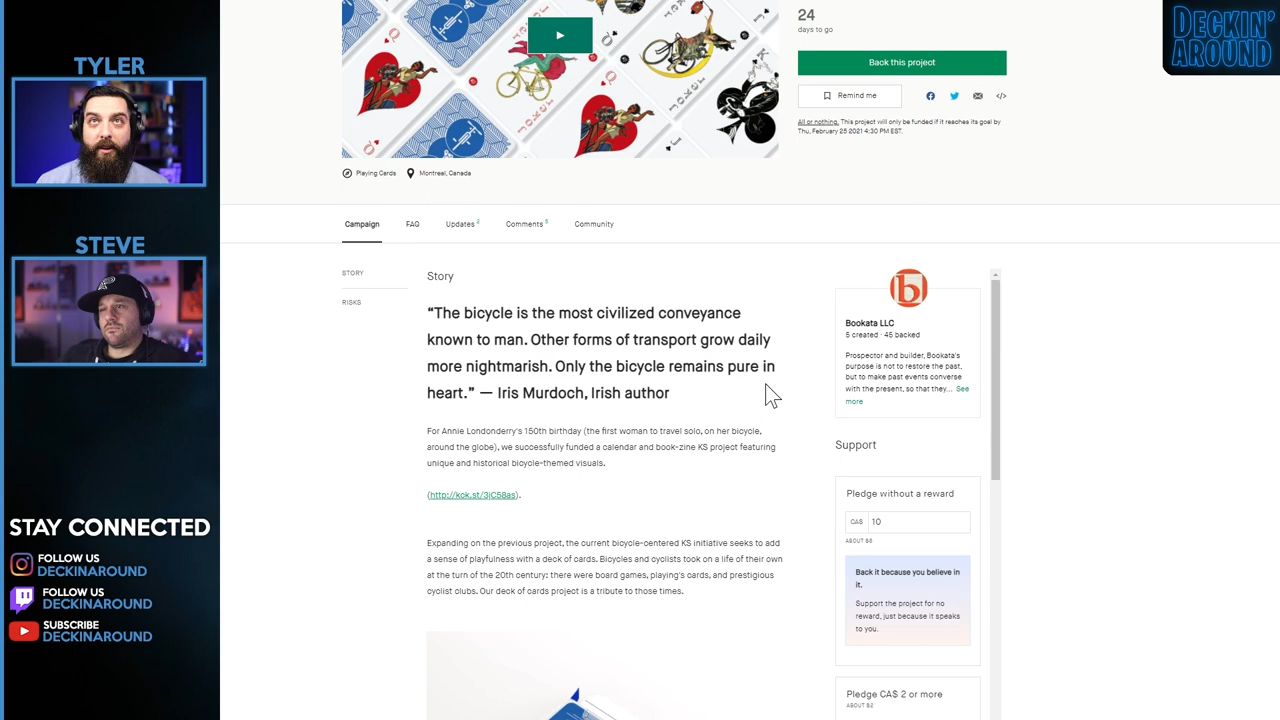 TYLER
STEVE
STAY CONNECTED
FOLLOW US
DECKINAROUND
FOLLOW US
DECKINAROUND
SUBSCRIBE
DECKINAROUND
DECKIN'
AROUND
24
days to go
Back this project
Remind me
All or nothing. This project will only be funded if it reaches its goal by
Thu, February 25 2021 4:30 PM EST.
Playing Cards
Montreal, Canada
Campaign
FAQ
Updates 2
Comments 5
Community
STORY
RISKS
Story
“The bicycle is the most civilized conveyance
known to man. Other forms of transport grow daily
more nightmarish. Only the bicycle remains pure in
heart.” — Iris Murdoch, Irish author
For Annie Londonderry's 150th birthday (the first woman to travel solo, on her bicycle,
around the globe), we successfully funded a calendar and book-zine KS project featuring
unique and historical bicycle-themed visuals.
(http://kck.st/3jC58as).
Expanding on the previous project, the current bicycle-centered KS initiative seeks to add
a sense of playfulness with a deck of cards. Bicycles and cyclists took on a life of their own
at the turn of the 20th century: there were board games, playing's cards, and prestigious
cyclist clubs. Our deck of cards project is a tribute to those times.
b
Bookata LLC
5 created · 45 backed
Prospector and builder, Bookata's
purpose is not to restore the past,
but to make past events converse
with the present, so that they... See
more
Support
Pledge without a reward
CA$ 10
ABOUT $8
Back it because you believe in
it.
Support the project for no
reward, just because it speaks
to you.
Pledge CA$ 2 or more
ABOUT $2